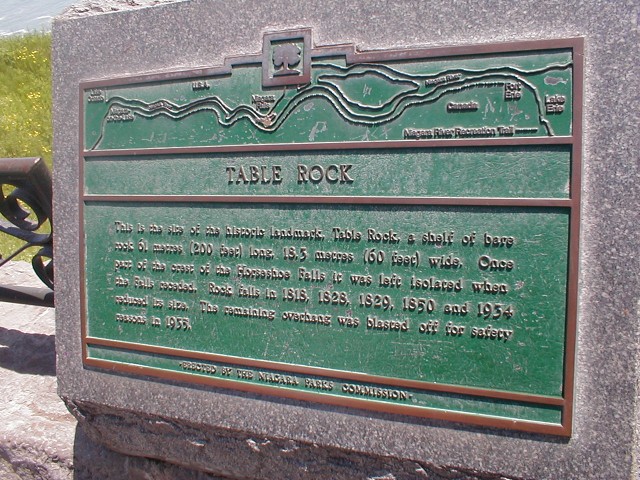 U.S.A.
Niagara River
Fort Erie
Lake Erie
Canada
Niagara River Recreation Trail
TABLE ROCK
This is the site of the historic landmark, Table Rock, a shelf of bare
rock 61 metres (200 feet) long, 18.3 metres (60 feet) wide. Once
part of the crest of the Horseshoe Falls it was left isolated when
the Falls receded. Rock falls in 1818, 1828, 1829, 1850 and 1934
reduced its size. The remaining overhang was blasted off for safety
reasons in 1935.
-ERECTED BY THE NIAGARA PARKS COMMISSION-